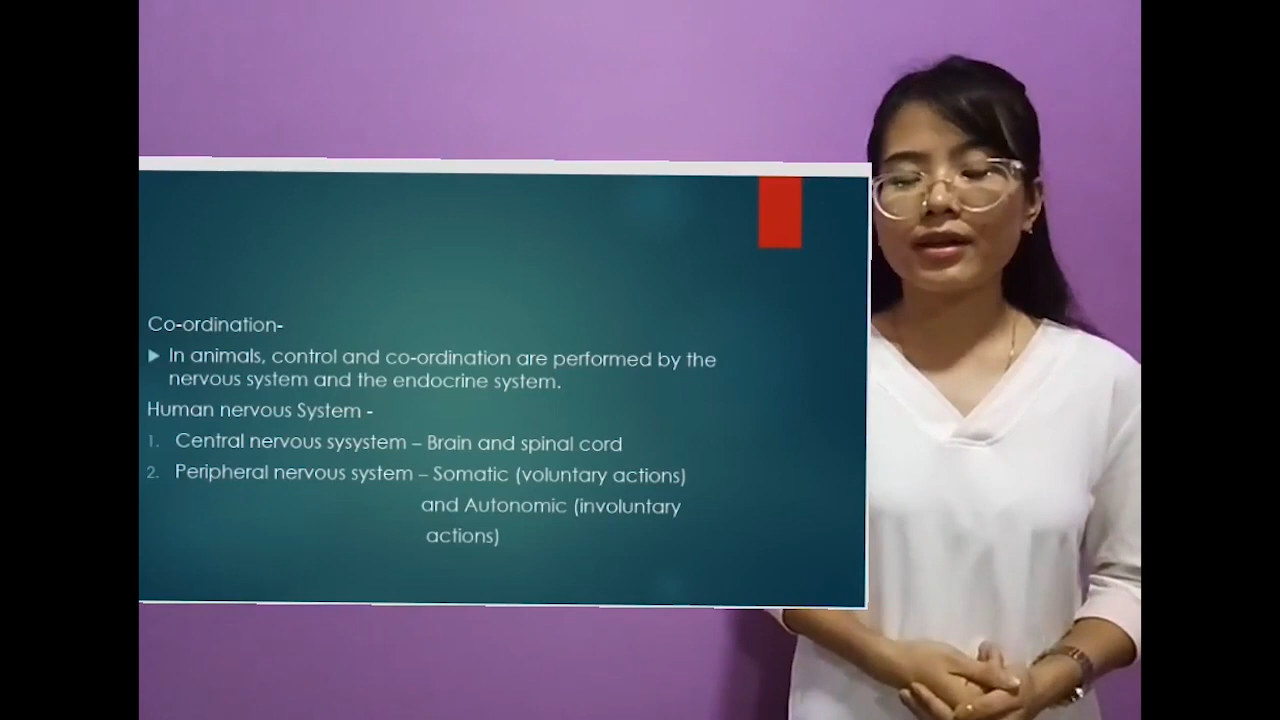 Co-ordination-
In animals, control and co-ordination are performed by the
nervous system and the endocrine system.
Human nervous System -
1. Central nervous sysystem – Brain and spinal cord
2. Peripheral nervous system – Somatic (voluntary actions)
and Autonomic (involuntary
actions)